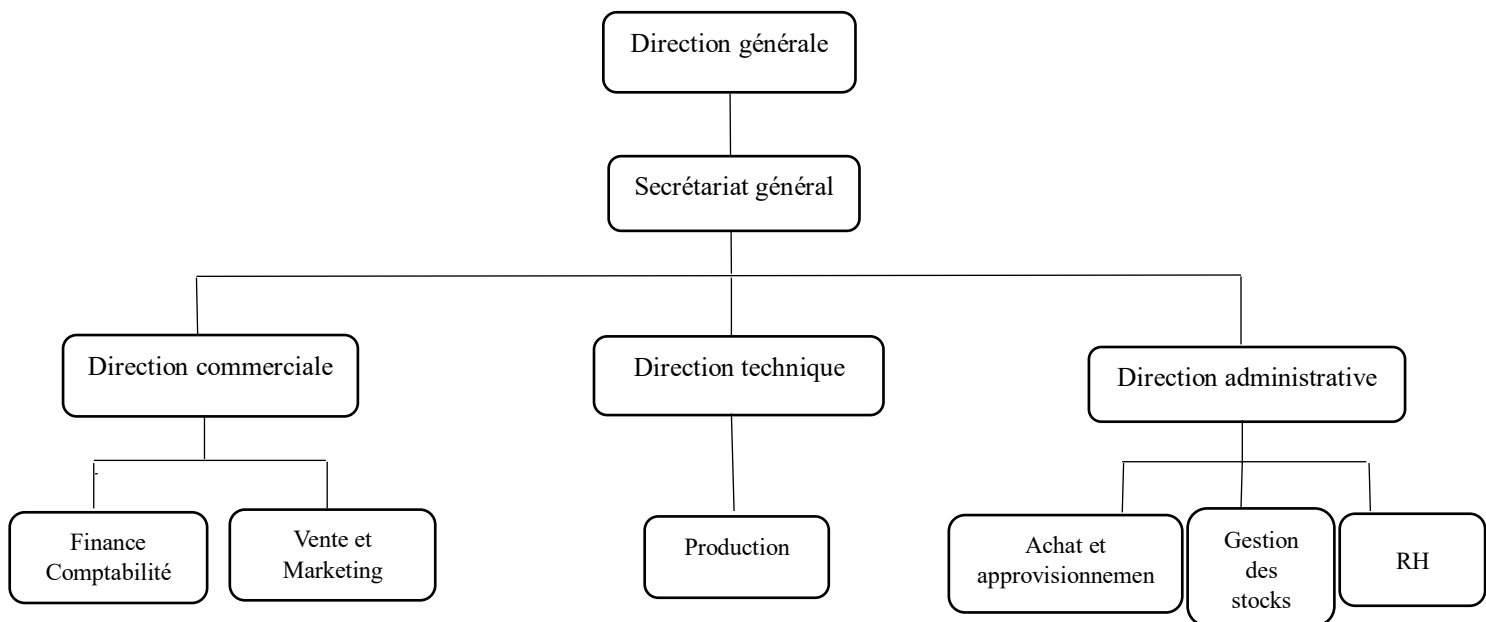 Direction générale
Secrétariat général
Direction commerciale
Direction technique
Direction administrative
Finance
Comptabilité
Vente et
Marketing
Production
Achat et
approvisionnemen
Gestion
des
stocks
RH